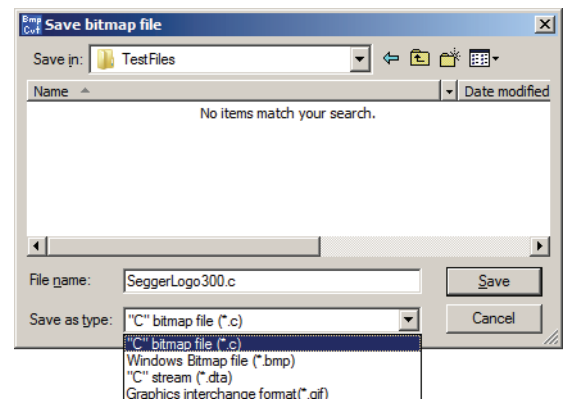 Bmp
Cvt
Save bitmap file
Save in: TestFiles
Name Date modified
No items match your search.
File name: SeggerLogo300.c Save
Save as type: "C" bitmap file (*.c) Cancel
"C" bitmap file (*.c)
Windows Bitmap file (*.bmp)
"C" stream (*.dta)
Graphics interchange format(*.gif)